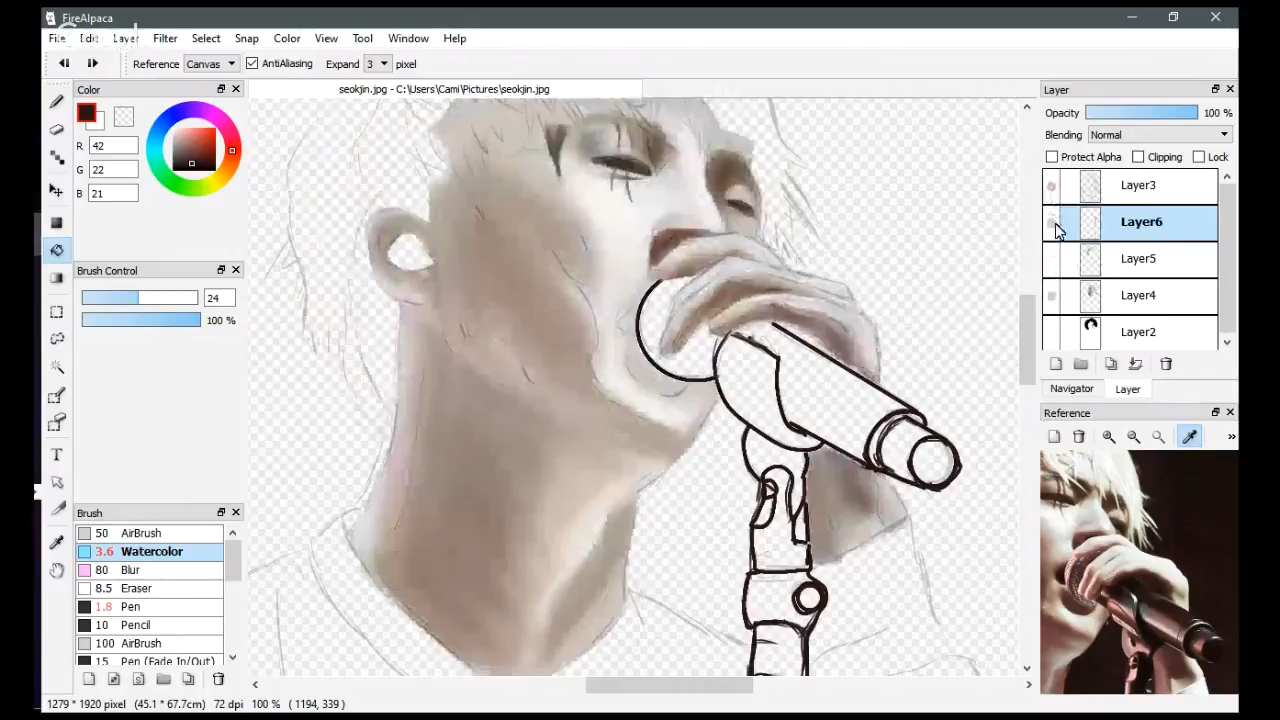 FireAlpaca
File Edit Layer Filter Select Snap Color View Tool Window Help
Reference Canvas AntiAliasing Expand 3 pixel
Color
seokjin.jpg - C:\Users\Cami\Pictures\seokjin.jpg
Layer
R 42
G 22
B 21
Opacity 100 %
Blending Normal
Protect Alpha Clipping Lock
Layer3
Layer6
Layer5
Layer4
Layer2
Brush Control
24
100 %
Navigator Layer
Reference
»
Brush
50 AirBrush
3.6 Watercolor
80 Blur
8.5 Eraser
1.8 Pen
10 Pencil
100 AirBrush
15 Pen (Fade In/Out)
1279 * 1920 pixel (45.1 * 67.7cm) 72 dpi 100 % ( 1194, 339 )